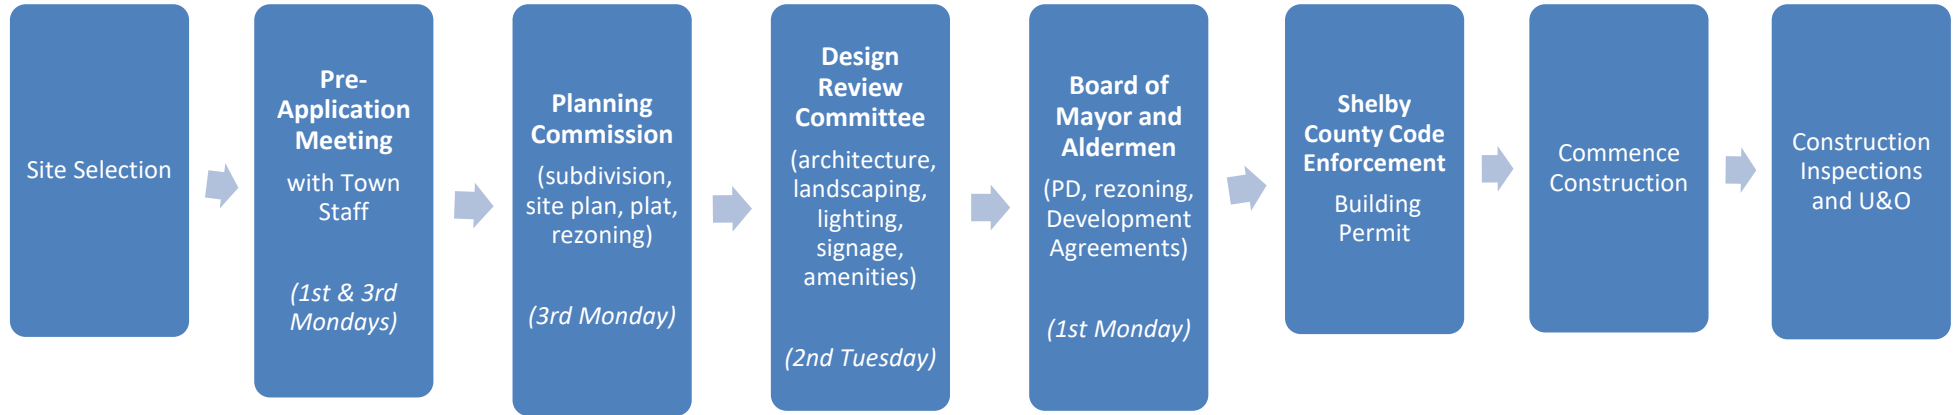 Site Selection
Pre-
Application
Meeting
with Town
Staff
(1st & 3rd
Mondays)
Planning
Commission
(subdivision,
site plan, plat,
rezoning)
(3rd Monday)
Design
Review
Committee
(architecture,
landscaping,
lighting,
signage,
amenities)
(2nd Tuesday)
Board of
Mayor and
Aldermen
(PD, rezoning,
Development
Agreements)
(1st Monday)
Shelby
County Code
Enforcement
Building
Permit
Commence
Construction
Construction
Inspections
and U&O